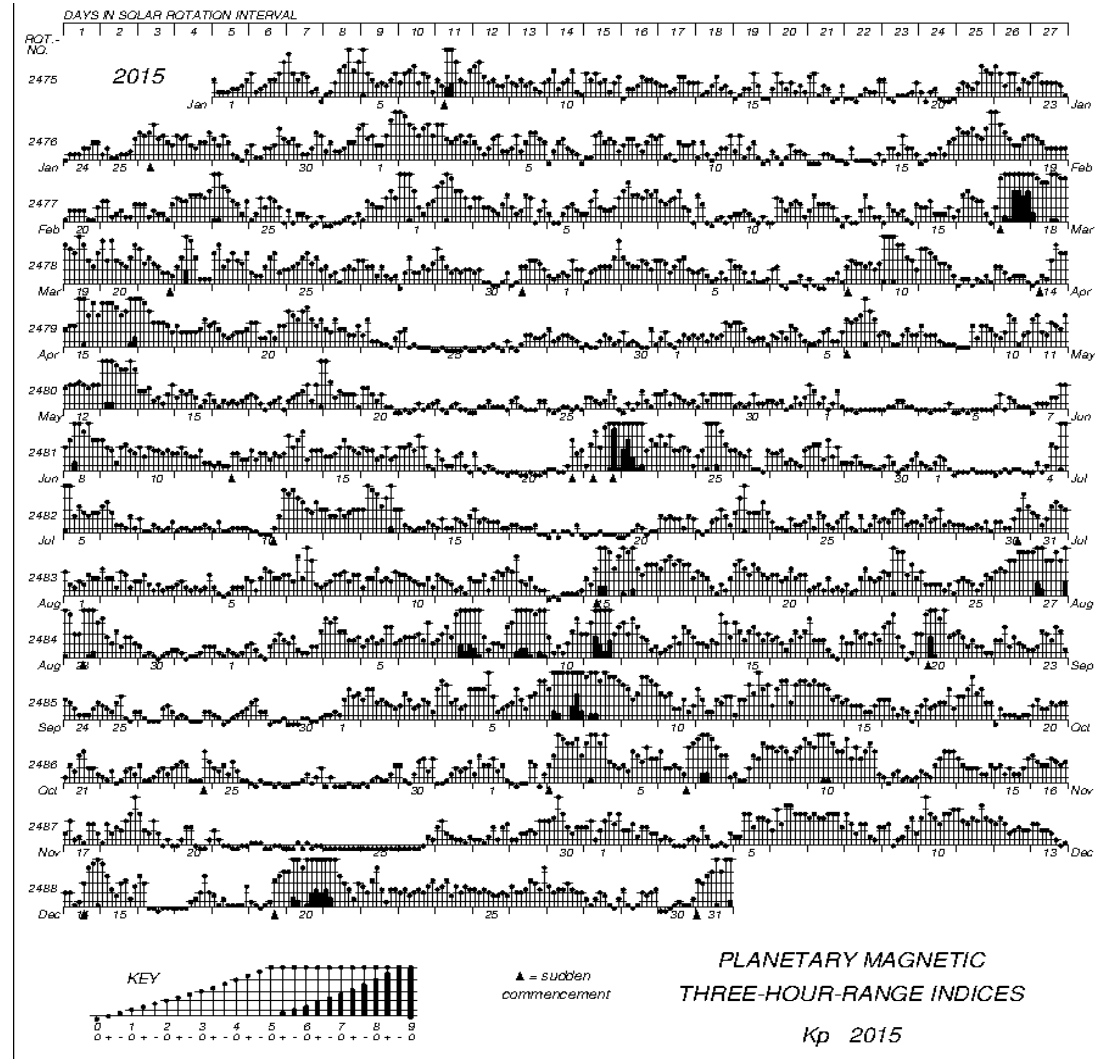 DAYS IN SOLAR ROTATION INTERVAL
1 2 3 4 5 6 7 8 9 10 11 12 13 14 15 16 17 18 19 20 21 22 23 24 25 26 27
ROT.-
NO.
2475 2015
Jan 1 5 10 15 20 23 Jan
2476
Jan 24 25 30 1 5 10 15 19 Feb
2477
Feb 20 25 1 5 10 15 18 Mar
2478
Mar 19 20 25 30 1 5 10 14 Apr
2479
Apr 15 20 25 30 1 5 10 11 May
2480
May 12 15 20 25 30 1 5 7 Jun
2481
Jun 8 10 15 20 25 30 1 4 Jul
2482
Jul 5 10 15 20 25 30 31 Jul
2483
Aug 1 5 10 15 20 25 27 Aug
2484
Aug 28 30 1 5 10 15 20 23 Sep
2485
Sep 24 25 30 1 5 10 15 20 Oct
2486
Oct 21 25 30 1 5 10 15 16 Nov
2487
Nov 17 20 25 30 1 5 10 13 Dec
2488
Dec 14 15 20 25 30 31
KEY
0 1 2 3 4 5 6 7 8 9
o + - o + - o + - o + - o + - o + - o + - o + - o + - o
▲ = sudden
commencement
PLANETARY MAGNETIC
THREE-HOUR-RANGE INDICES
Kp 2015